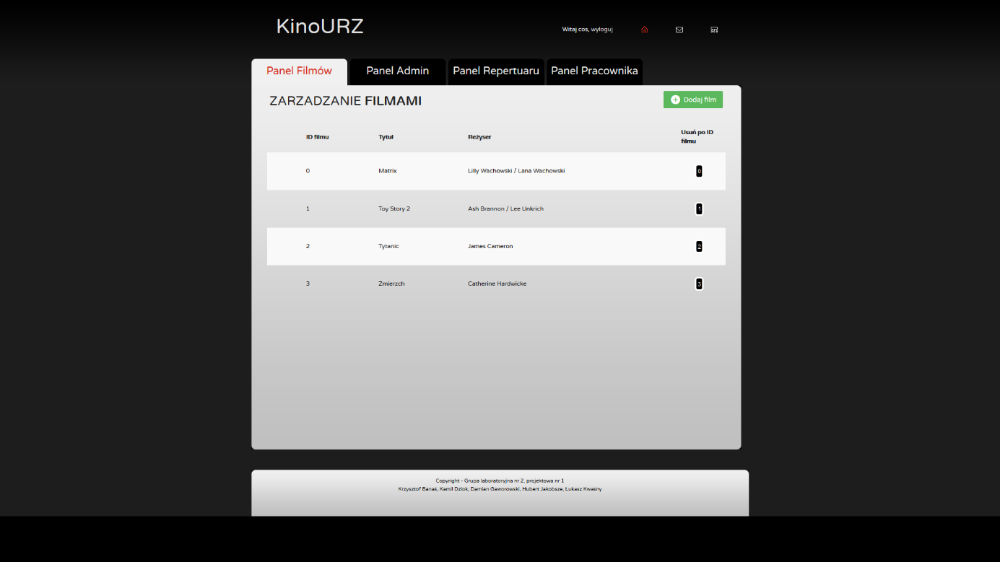 KinoURZ
Witaj cos, wyloguj
Panel Filmów
Panel Admin
Panel Repertuaru
Panel Pracownika
ZARZADZANIE FILMAMI
Dodaj film
ID filmu
Tytuł
Reżyser
Usuń po ID
filmu
0
Matrix
Lilly Wachowski / Lana Wachowski
0
1
Toy Story 2
Ash Brannon / Lee Unkrich
1
2
Tytanic
James Cameron
2
3
Zmierzch
Catherine Hardwicke
3
Copyright - Grupa laboratoryjna nr 2, projektowa nr 1
Krzysztof Banaś, Kamil Dziok, Damian Gaworowski, Hubert Jakobsze, Łukasz Kwaśny